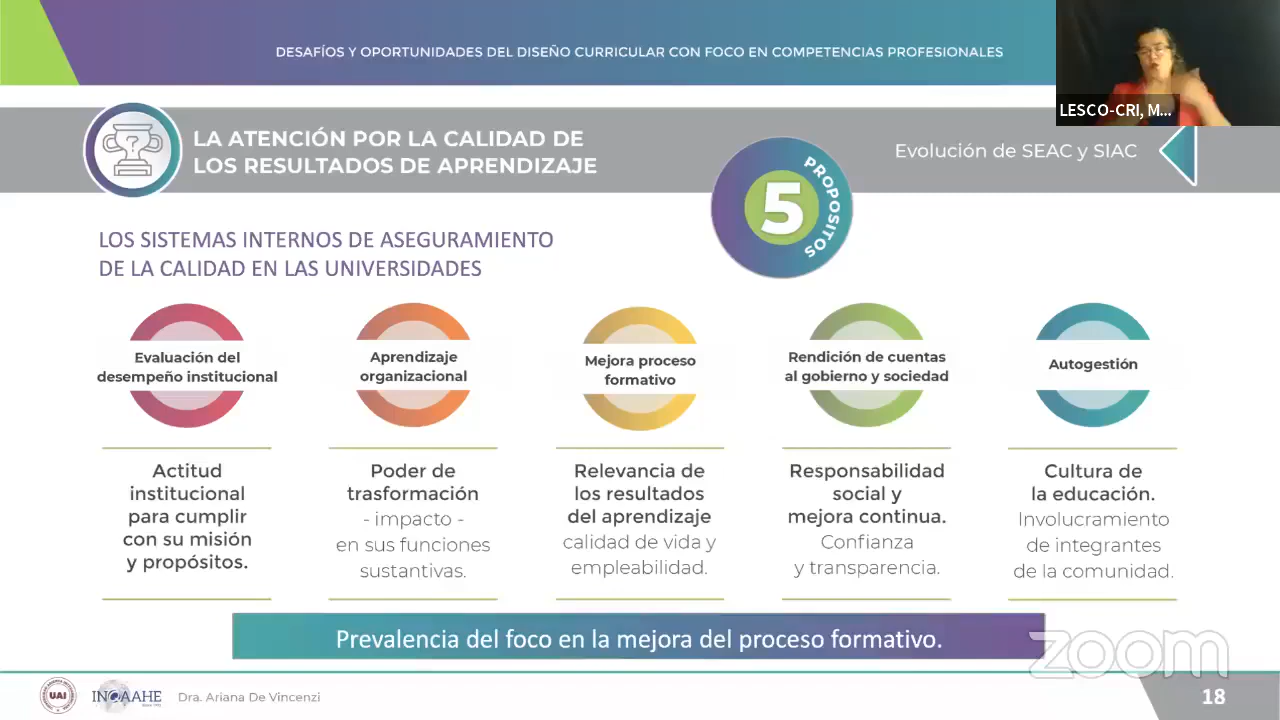 DESAFÍOS Y OPORTUNIDADES DEL DISEÑO CURRICULAR CON FOCO EN COMPETENCIAS PROFESIONALES
LESCO-CRI, M...
LA ATENCIÓN POR LA CALIDAD DE
LOS RESULTADOS DE APRENDIZAJE
5
PROPOSITOS
Evolución de SEAC y SIAC
LOS SISTEMAS INTERNOS DE ASEGURAMIENTO
DE LA CALIDAD EN LAS UNIVERSIDADES
Evaluación del
desempeño institucional
Actitud
institucional
para cumplir
con su misión
y propósitos.
Aprendizaje
organizacional
Poder de
trasformación
- impacto -
en sus funciones
sustantivas.
Mejora proceso
formativo
Relevancia de
los resultados
del aprendizaje
calidad de vida y
empleabilidad.
Rendición de cuentas
al gobierno y sociedad
Responsabilidad
social y
mejora continua.
Confianza
y transparencia.
Autogestión
Cultura de
la educación.
Involucramiento
de integrantes
de la comunidad.
Prevalencia del foco en la mejora del proceso formativo.
zoom
UAI
INQAAHE
Dra. Ariana De Vincenzi
18